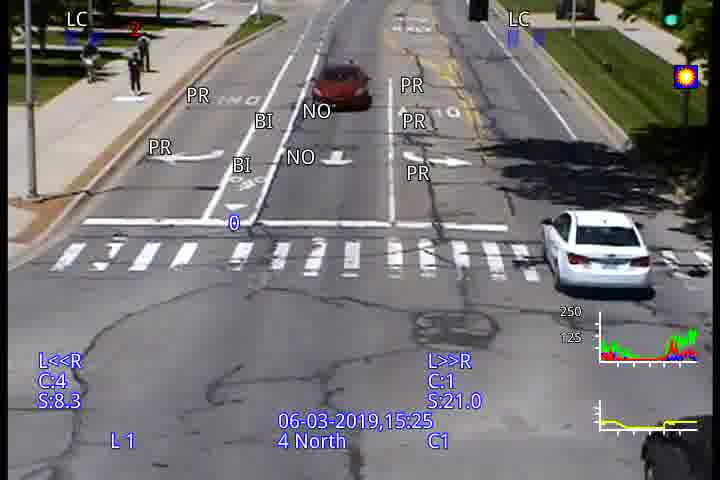 LC
LC
2
PR
PR
NO
BI
PR
PR
NO
BI
PR
0
250
125
L<<R
C:4
S:8.3
L>>R
C:1
S:21.0
06-03-2019,15:25
L 1
4 North
C1